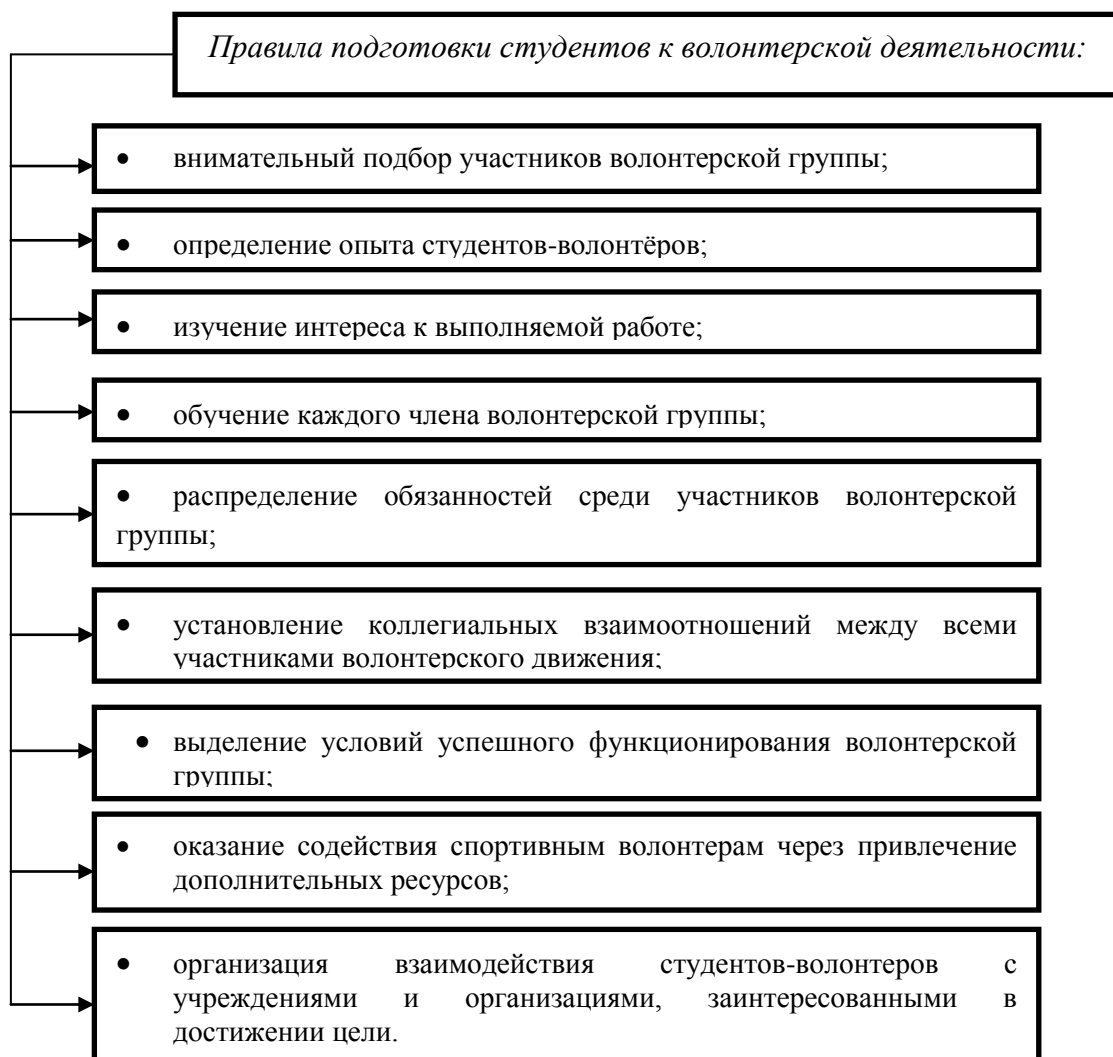 Правила подготовки студентов к волонтерской деятельности:
• внимательный подбор участников волонтерской группы;
• определение опыта студентов-волонтёров;
• изучение интереса к выполняемой работе;
• обучение каждого члена волонтерской группы;
• распределение обязанностей среди участников волонтерской
группы;
• установление коллегиальных взаимоотношений между всеми
участниками волонтерского движения;
• выделение условий успешного функционирования волонтерской
группы;
• оказание содействия спортивным волонтерам через привлечение
дополнительных ресурсов;
• организация взаимодействия студентов-волонтеров с
учреждениями и организациями, заинтересованными в
достижении цели.